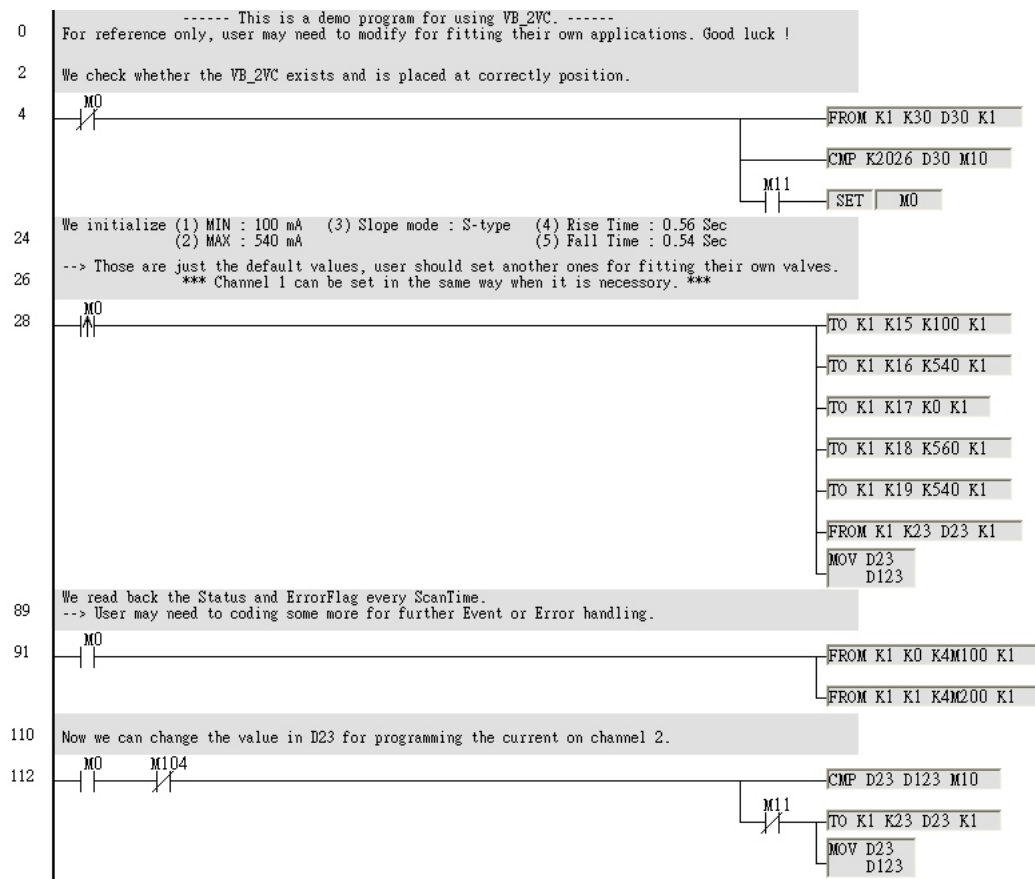 ------ This is a demo program for using VB_2VC. ------
0
For reference only, user may need to modify for fitting their own applications. Good luck !
2
We check whether the VB_2VC exists and is placed at correctly position.
4
M0
FROM K1 K30 D30 K1
CMP K2026 D30 M10
M11
SET M0
We initialize (1) MIN : 100 mA (3) Slope mode : S-type (4) Rise Time : 0.56 Sec
24
(2) MAX : 540 mA (5) Fall Time : 0.54 Sec
--> Those are just the default values, user should set another ones for fitting their own valves.
26
*** Channel 1 can be set in the same way when it is necessary. ***
28
M0
TO K1 K15 K100 K1
TO K1 K16 K540 K1
TO K1 K17 K0 K1
TO K1 K18 K560 K1
TO K1 K19 K540 K1
FROM K1 K23 D23 K1
MOV D23
D123
We read back the Status and ErrorFlag every ScanTime.
89
--> User may need to coding some more for further Event or Error handling.
91
M0
FROM K1 K0 K4M100 K1
FROM K1 K1 K4M200 K1
110
Now we can change the value in D23 for programming the current on channel 2.
112
M0 M104
CMP D23 D123 M10
M11
TO K1 K23 D23 K1
MOV D23
D123